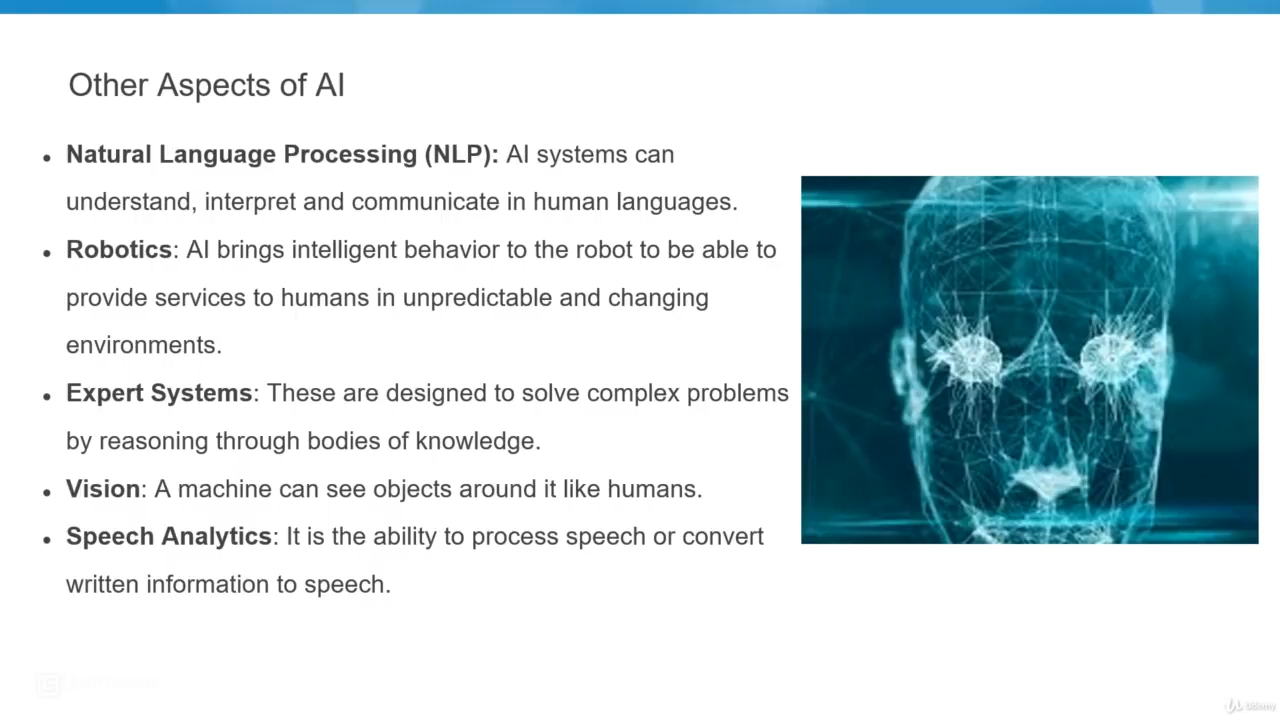 Other Aspects of AI
• Natural Language Processing (NLP): AI systems can
understand, interpret and communicate in human languages.
• Robotics: AI brings intelligent behavior to the robot to be able to
provide services to humans in unpredictable and changing
environments.
• Expert Systems: These are designed to solve complex problems
by reasoning through bodies of knowledge.
• Vision: A machine can see objects around it like humans.
• Speech Analytics: It is the ability to process speech or convert
written information to speech.
Udemy